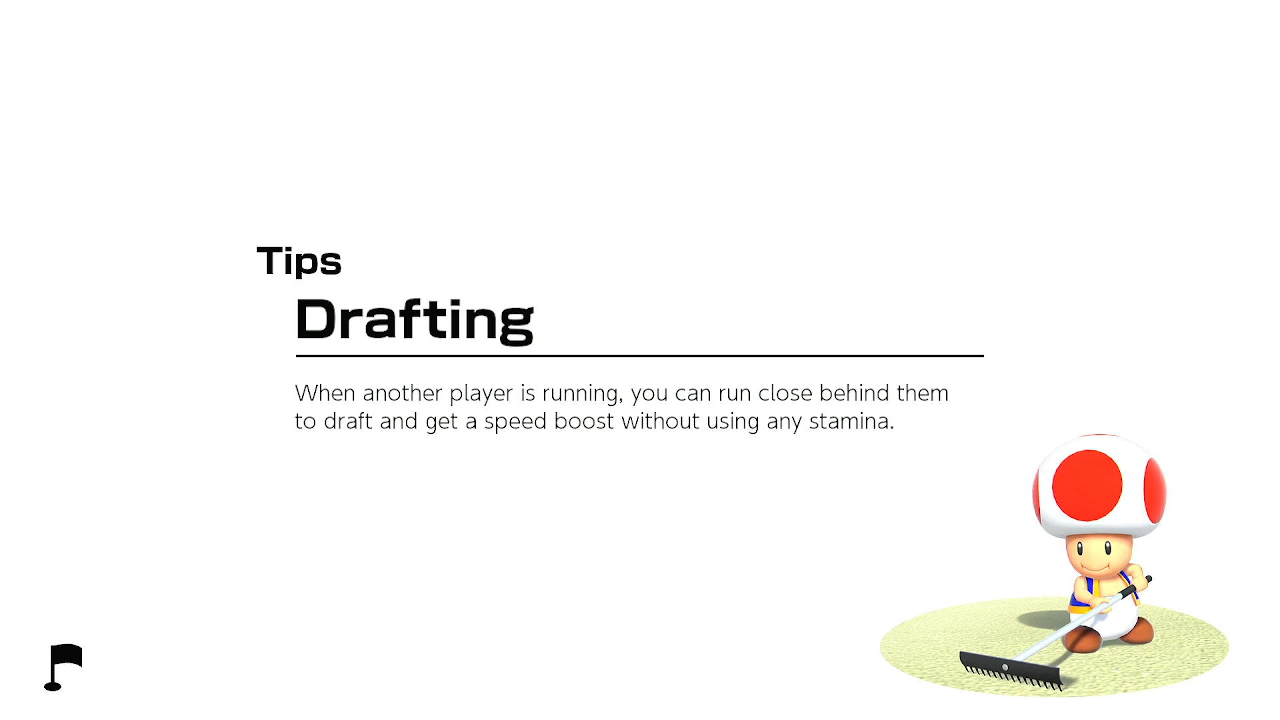 Tips
Drafting
When another player is running, you can run close behind them
to draft and get a speed boost without using any stamina.